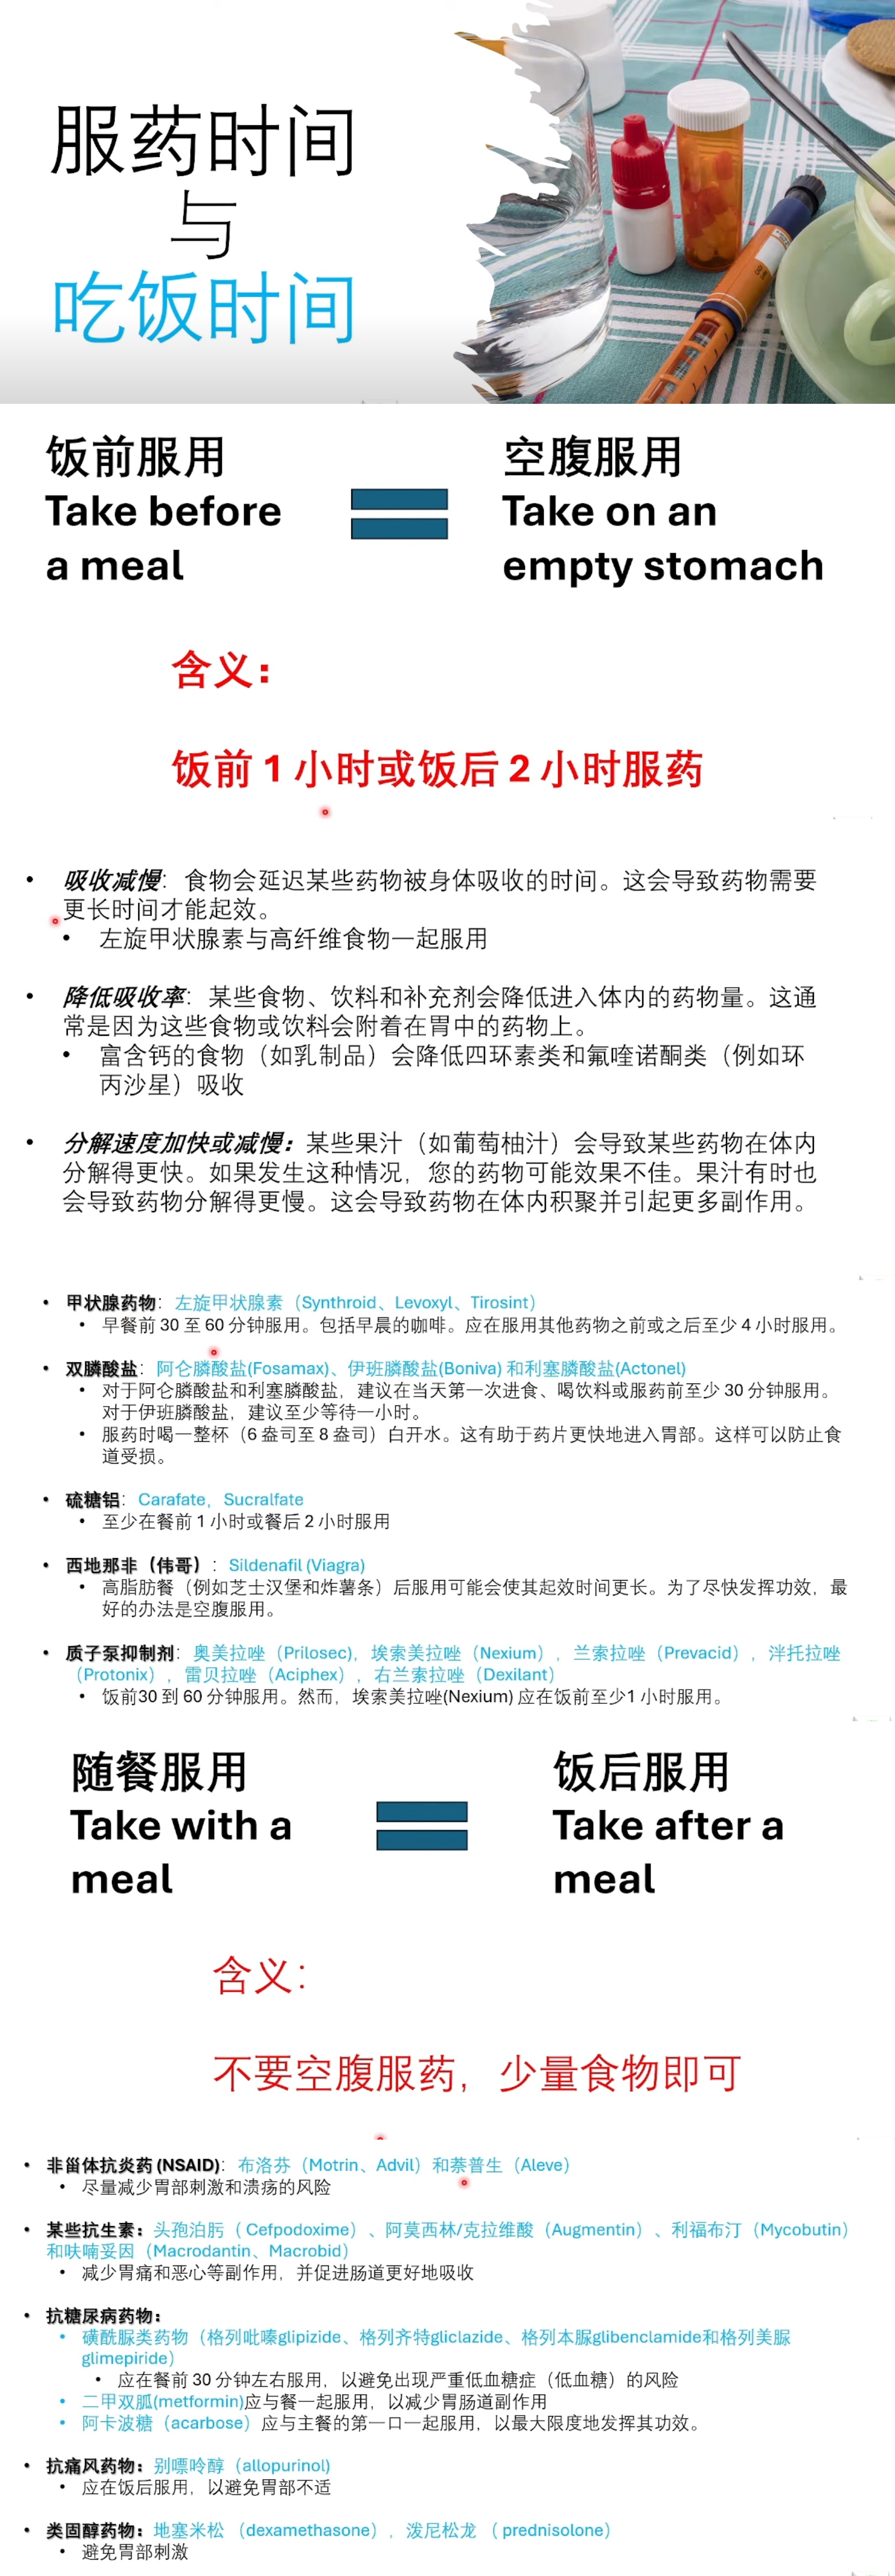 服药时间
与
吃饭时间
饭前服用
Take before
a meal
空腹服用
Take on an
empty stomach
含义：
饭前 1 小时或饭后 2 小时服药
• 吸收减慢：食物会延迟某些药物被身体吸收的时间。这会导致药物需要
更长时间才能起效。
• 左旋甲状腺素与高纤维食物一起服用
• 降低吸收率：某些食物、饮料和补充剂会降低进入体内的药物量。这通
常是因为这些食物或饮料会附着在胃中的药物上。
• 富含钙的食物（如乳制品）会降低四环素类和氟喹诺酮类（例如环
丙沙星）吸收
• 分解速度加快或减慢：某些果汁（如葡萄柚汁）会导致某些药物在体内
分解得更快。如果发生这种情况，您的药物可能效果不佳。果汁有时也
会导致药物分解得更慢。这会导致药物在体内积聚并引起更多副作用。
• 甲状腺药物：左旋甲状腺素（Synthroid、Levoxyl、Tirosint）
• 早餐前 30 至 60 分钟服用。包括早晨的咖啡。应在服用其他药物之前或之后至少 4 小时服用。
• 双膦酸盐：阿仑膦酸盐(Fosamax)、伊班膦酸盐(Boniva) 和利塞膦酸盐(Actonel)
• 对于阿仑膦酸盐和利塞膦酸盐，建议在当天第一次进食、喝饮料或服药前至少 30 分钟服用。
对于伊班膦酸盐，建议至少等待一小时。
• 服药时喝一整杯（6 盎司至 8 盎司）白开水。这有助于药片更快地进入胃部。这样可以防止食
道受损。
• 硫糖铝：Carafate，Sucralfate
• 至少在餐前 1 小时或餐后 2 小时服用
• 西地那非（伟哥）：Sildenafil (Viagra)
• 高脂肪餐（例如芝士汉堡和炸薯条）后服用可能会使其起效时间更长。为了尽快发挥功效，最
好的办法是空腹服用。
• 质子泵抑制剂：奥美拉唑（Prilosec)，埃索美拉唑（Nexium），兰索拉唑（Prevacid），泮托拉唑
（Protonix），雷贝拉唑（Aciphex），右兰索拉唑（Dexilant）
• 饭前30 到 60 分钟服用。然而，埃索美拉唑(Nexium) 应在饭前至少1 小时服用。
随餐服用
Take with a
meal
饭后服用
Take after a
meal
含义：
不要空腹服药，少量食物即可
• 非甾体抗炎药 (NSAID)：布洛芬（Motrin、Advil）和萘普生（Aleve）
• 尽量减少胃部刺激和溃疡的风险
• 某些抗生素：头孢泊肟（ Cefpodoxime）、阿莫西林/克拉维酸（Augmentin）、利福布汀（Mycobutin）
和呋喃妥因（Macrodantin、Macrobid）
• 减少胃痛和恶心等副作用，并促进肠道更好地吸收
• 抗糖尿病药物：
• 磺酰脲类药物（格列吡嗪glipizide、格列齐特gliclazide、格列本脲glibenclamide和格列美脲
glimepiride）
• 应在餐前 30 分钟左右服用，以避免出现严重低血糖症（低血糖）的风险
• 二甲双胍(metformin)应与餐一起服用，以减少胃肠道副作用
• 阿卡波糖（acarbose）应与主餐的第一口一起服用，以最大限度地发挥其功效。
• 抗痛风药物：别嘌呤醇（allopurinol)
• 应在饭后服用，以避免胃部不适
• 类固醇药物：地塞米松 （dexamethasone），泼尼松龙 （ prednisolone）
• 避免胃部刺激